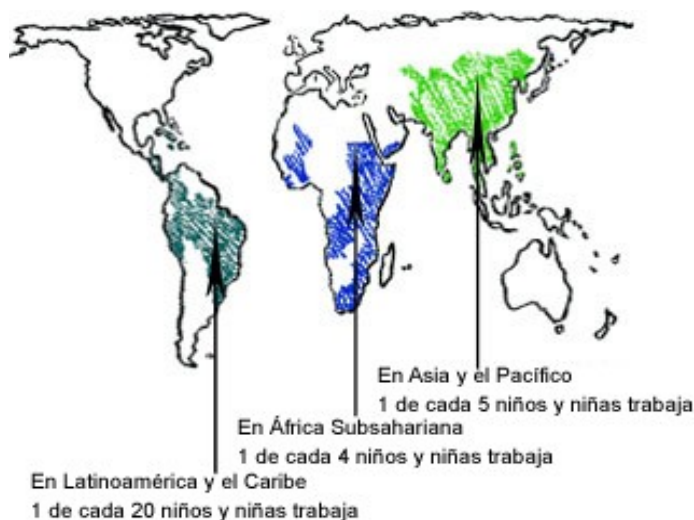 En Asia y el Pacífico
1 de cada 5 niños y niñas trabaja
En África Subsahariana
1 de cada 4 niños y niñas trabaja
En Latinoamérica y el Caribe
1 de cada 20 niños y niñas trabaja